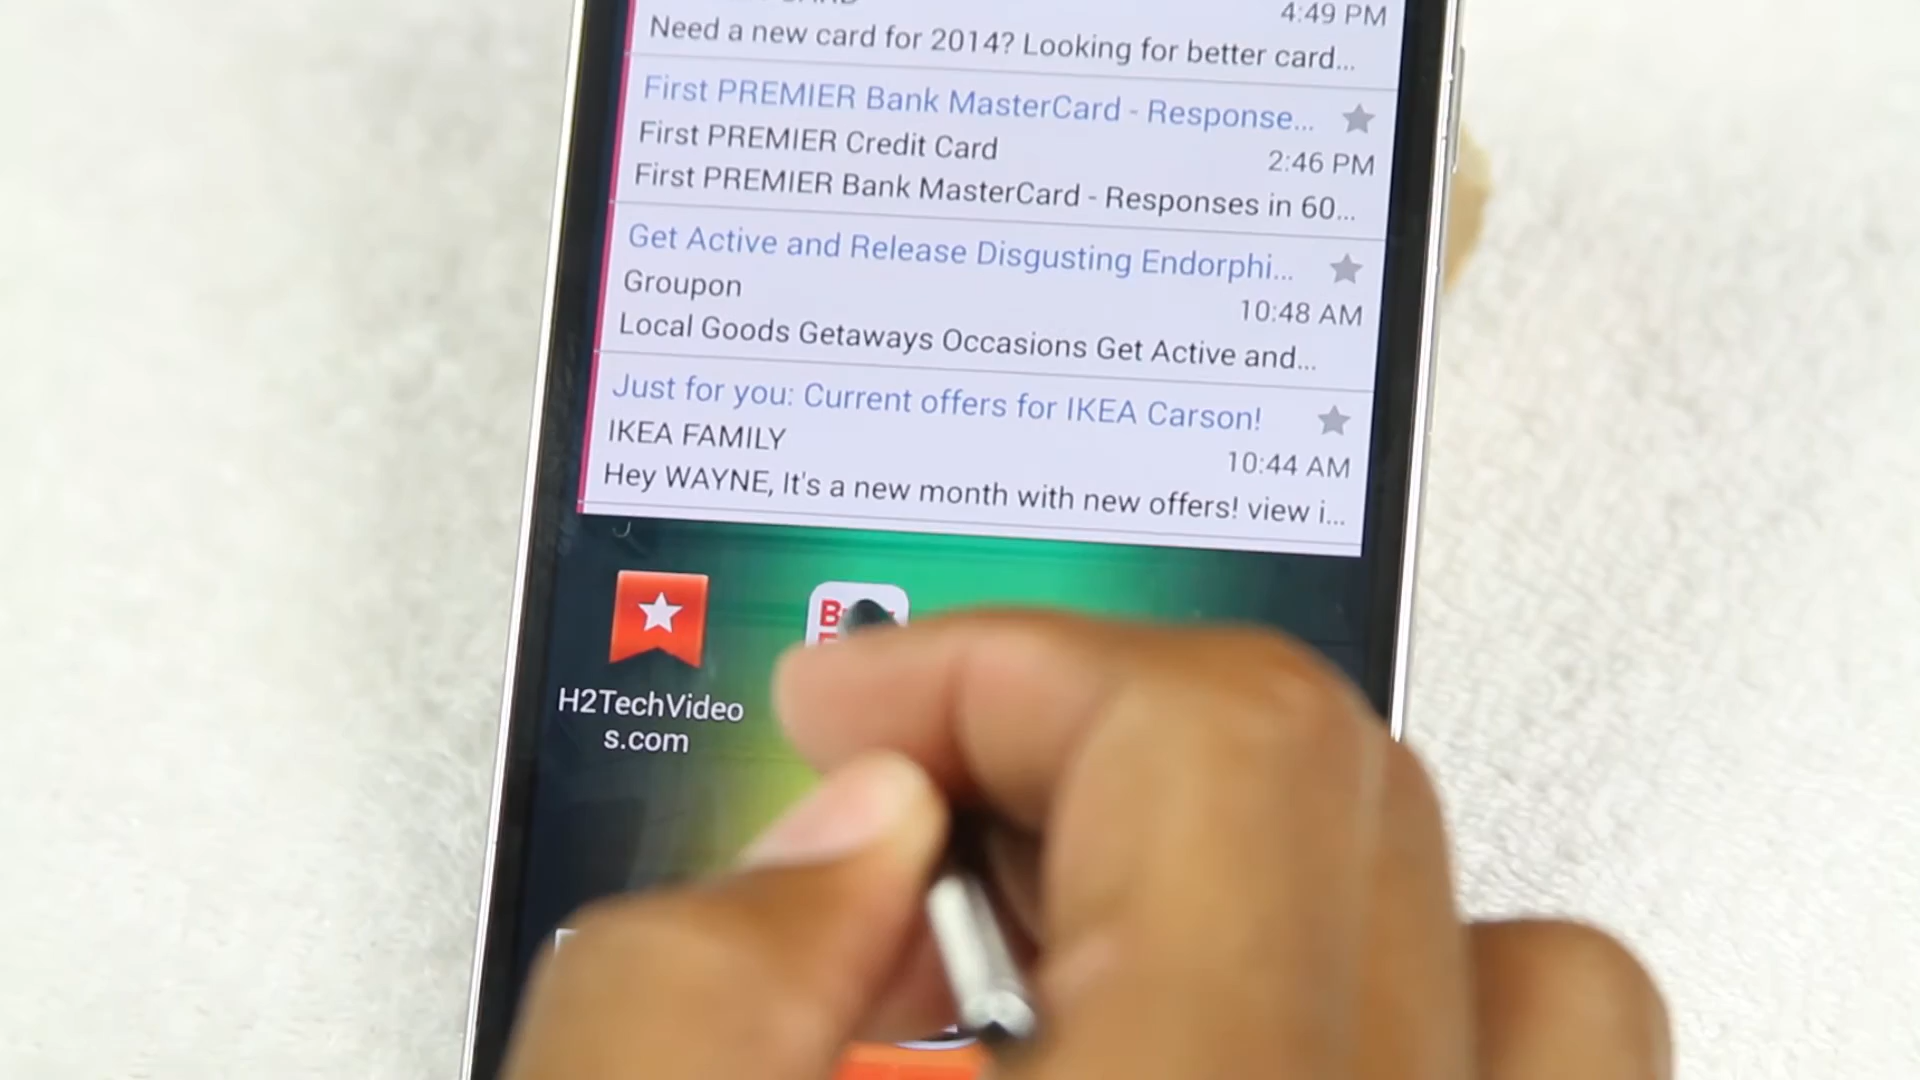 4:49 PM
Need a new card for 2014? Looking for better card...
First PREMIER Bank MasterCard - Response...
First PREMIER Credit Card
2:46 PM
First PREMIER Bank MasterCard - Responses in 60...
Get Active and Release Disgusting Endorphi...
Groupon
10:48 AM
Local Goods Getaways Occasions Get Active and...
Just for you: Current offers for IKEA Carson!
IKEA FAMILY
10:44 AM
Hey WAYNE, It's a new month with new offers! view i...
H2TechVideo
s.com